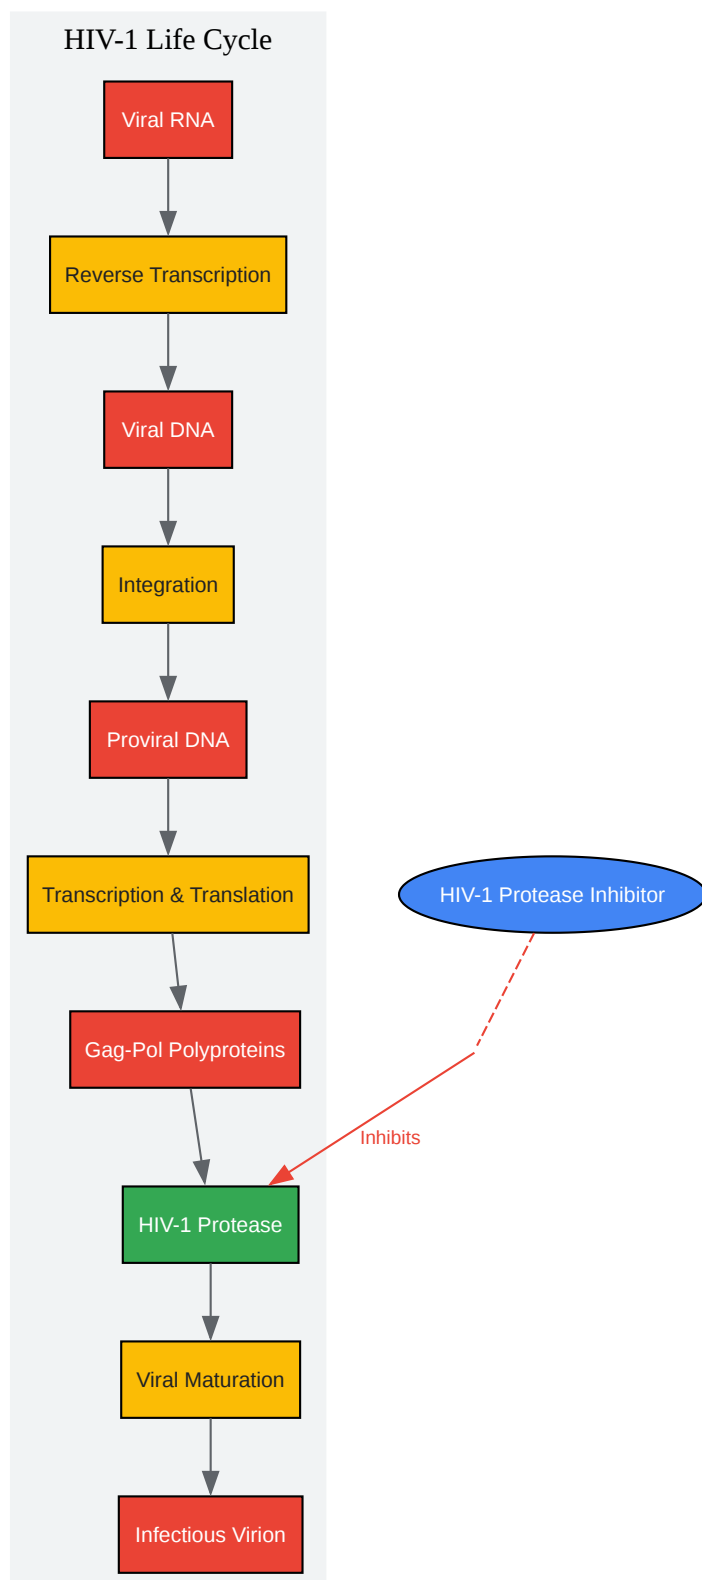 HIV-1 Life Cycle
Viral RNA
Reverse Transcription
Viral DNA
Integration
Proviral DNA
Transcription & Translation
HIV-1 Protease Inhibitor
Gag-Pol Polyproteins
Inhibits
HIV-1 Protease
Viral Maturation
Infectious Virion